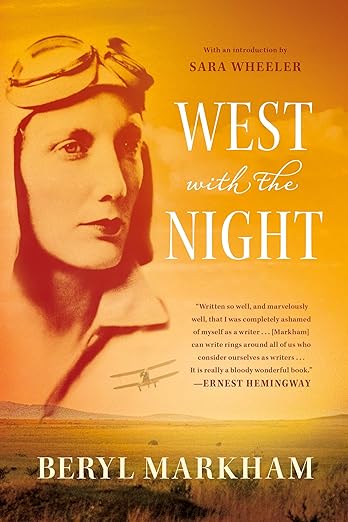 With an introduction by
SARA WHEELER
WEST
with the
NIGHT
"Written so well, and marvelously
well, that I was completely ashamed
of myself as a writer . . . [Markham]
can write rings around all of us who
consider ourselves as writers . . .
It is really a bloody wonderful book."
—ERNEST HEMINGWAY
BERYL MARKHAM